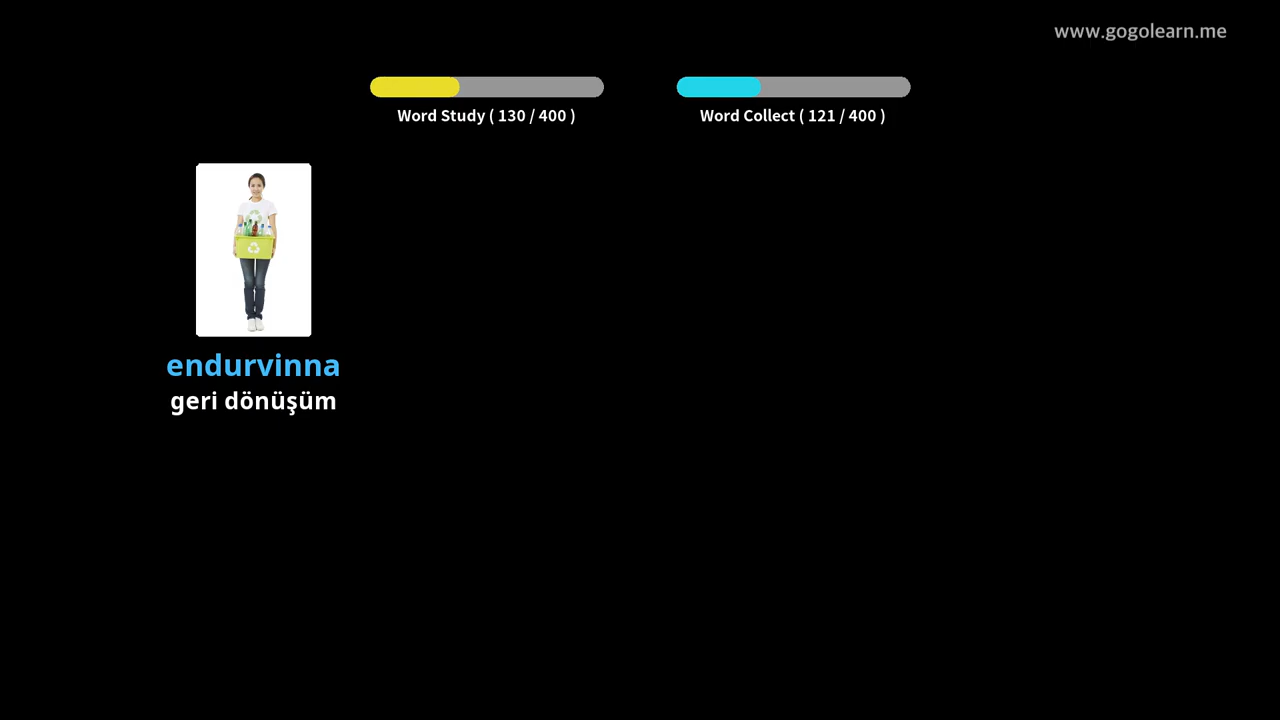 www.gogolearn.me
Word Study ( 130 / 400 )
Word Collect ( 121 / 400 )
endurvinna
geri dönüşüm